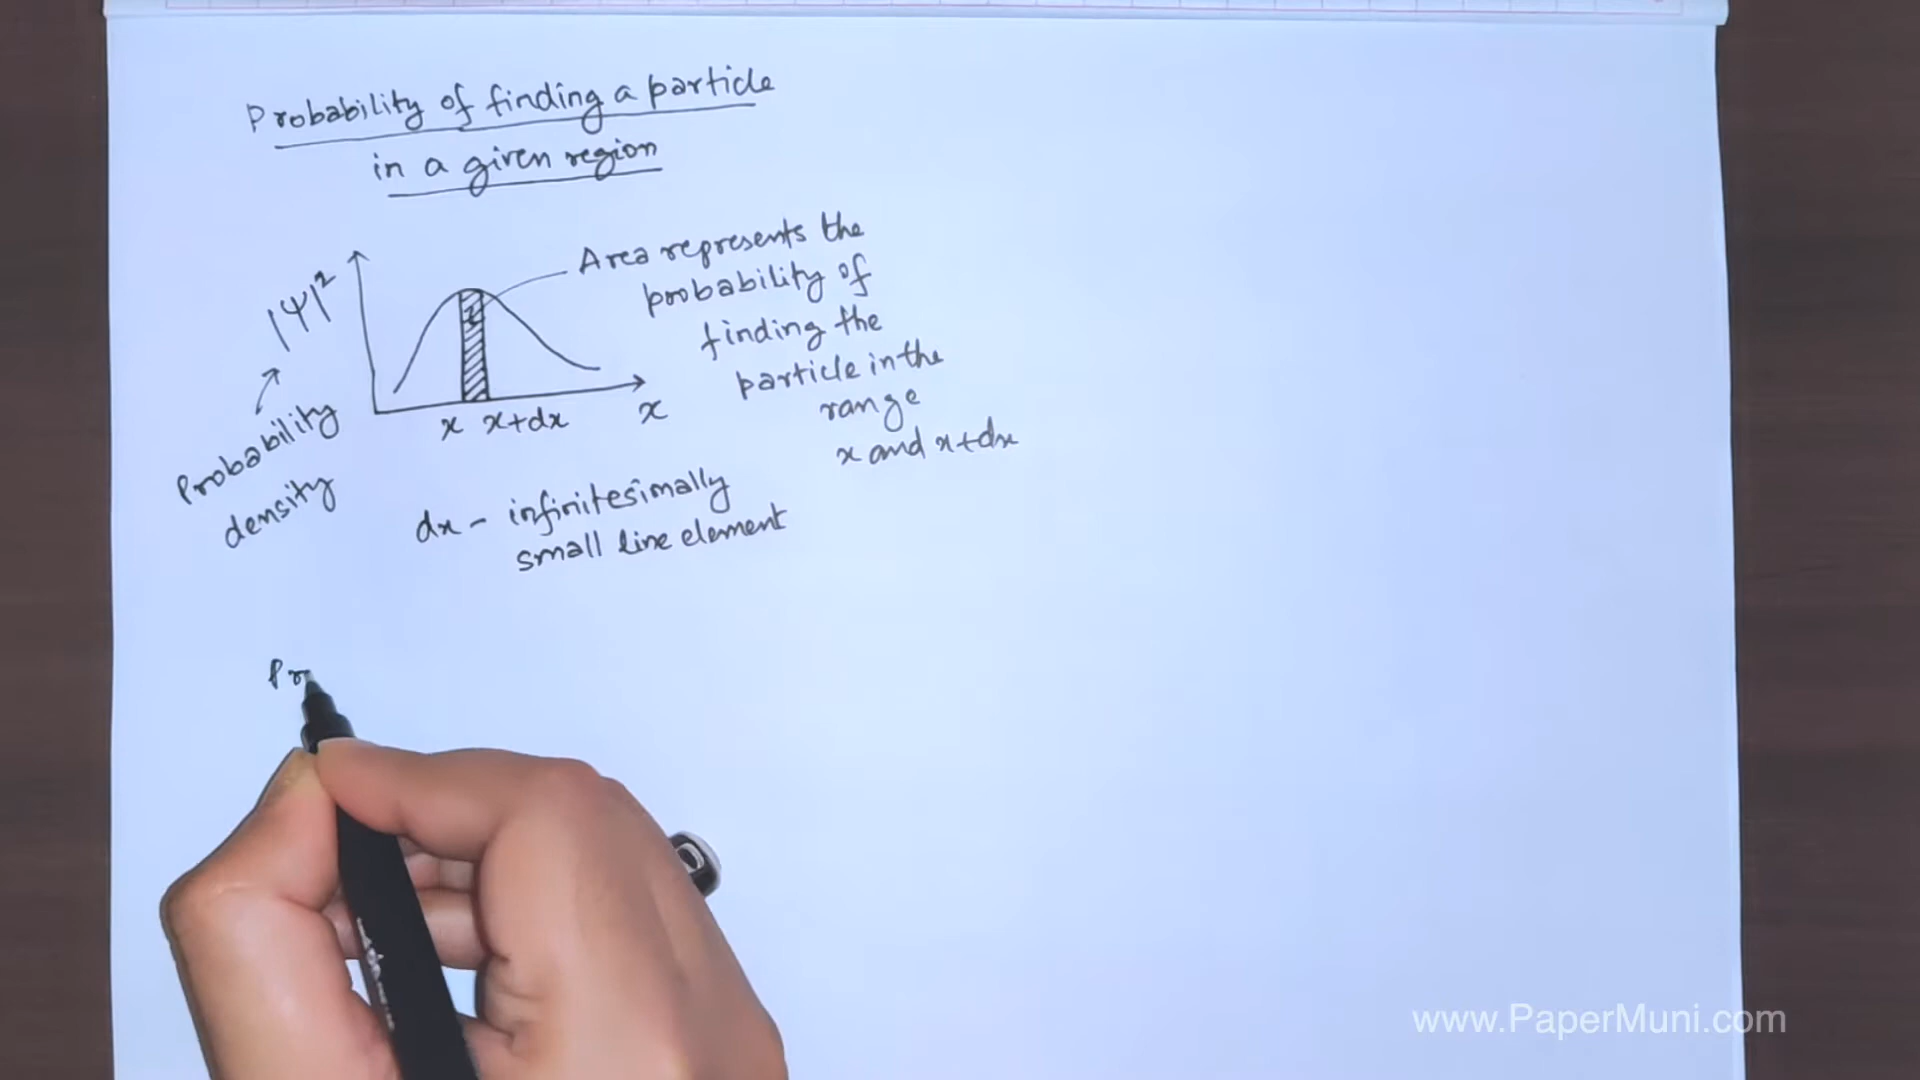 Probability of finding a particle
in a given region
Area represents the
probability of
finding the
particle in the
range
x and x+dx
|Ψ|²
Probability
density
x x+dx x
dx - infinitesimally
small line element
Pr
www.PaperMuni.com